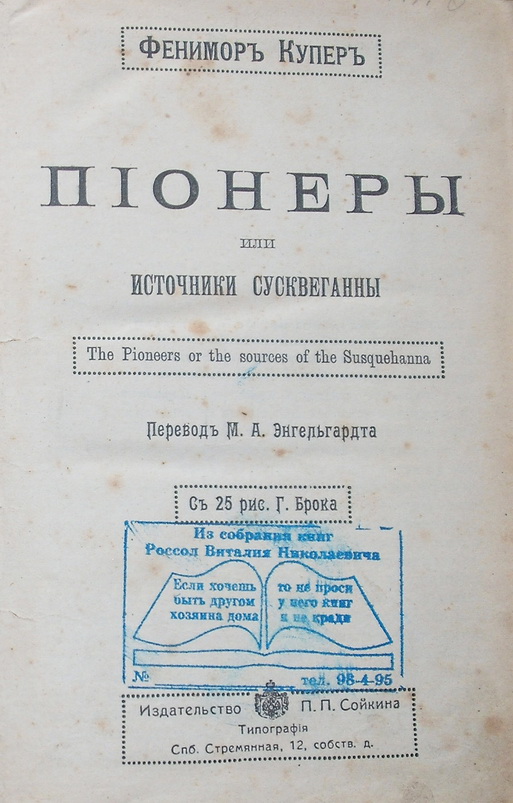 Фениморъ Куперъ
ПІОНЕРЫ
или
ИСТОЧНИКИ СУСКВЕГАННЫ
The Pioneers or the sources of the Susquehanna
Переводъ М. А. Энгельгардта
Съ 25 рис. Г. Брока
Из собрания книг
Россол Виталия Николаевича
Если хочешь
быть другом
хозяина дома
то не проси
у него книг
и не кради
№ тел. 98-4-95
Издательство П. П. Сойкина
Типографія
Спб. Стремянная, 12, собств. д.